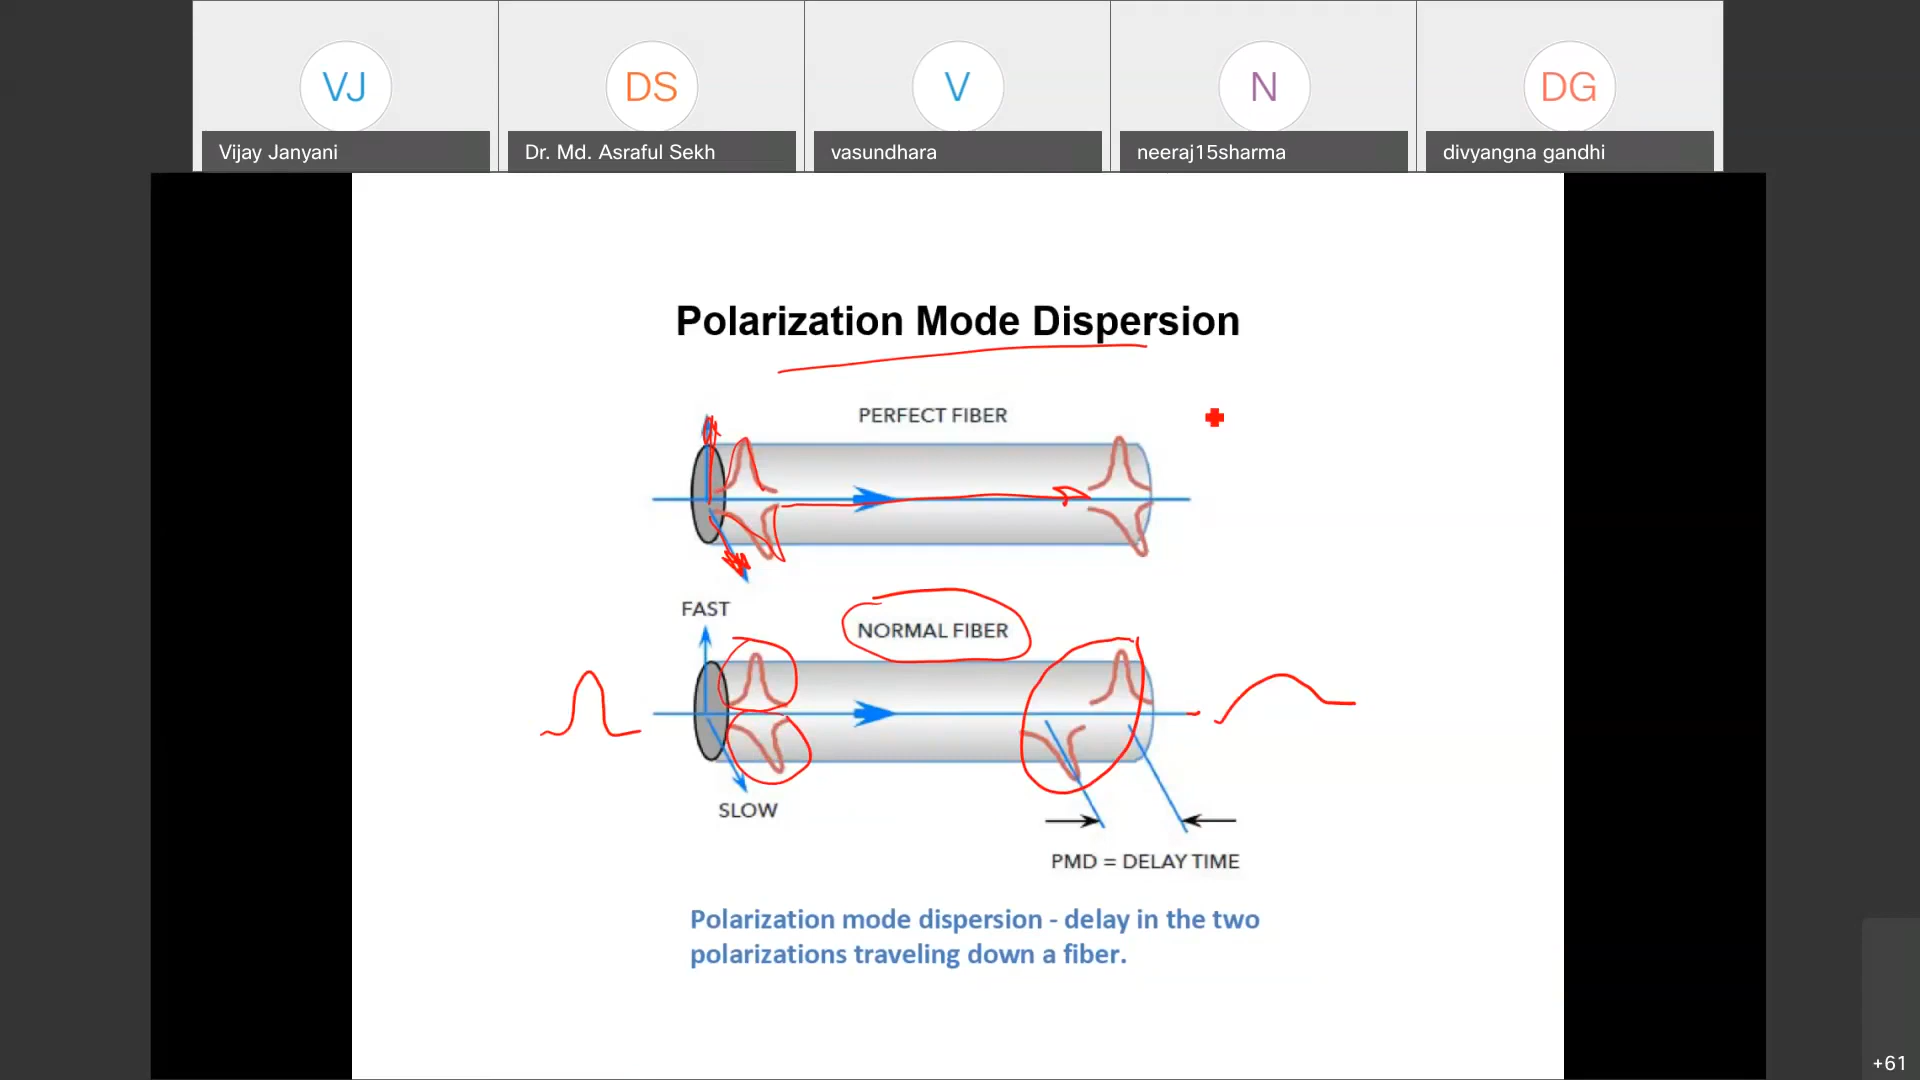 VJ
DS
V
N
DG
Vijay Janyani
Dr. Md. Asraful Sekh
vasundhara
neeraj15sharma
divyangna gandhi
Polarization Mode Dispersion
PERFECT FIBER
FAST
NORMAL FIBER
SLOW
PMD = DELAY TIME
Polarization mode dispersion - delay in the two
polarizations traveling down a fiber.
+61